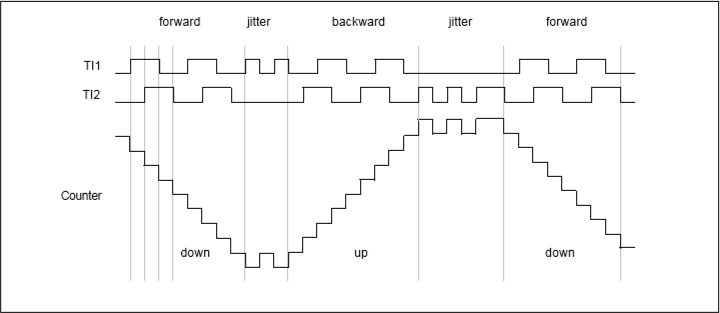 forward jitter backward jitter forward
TI1
TI2
Counter
down up down